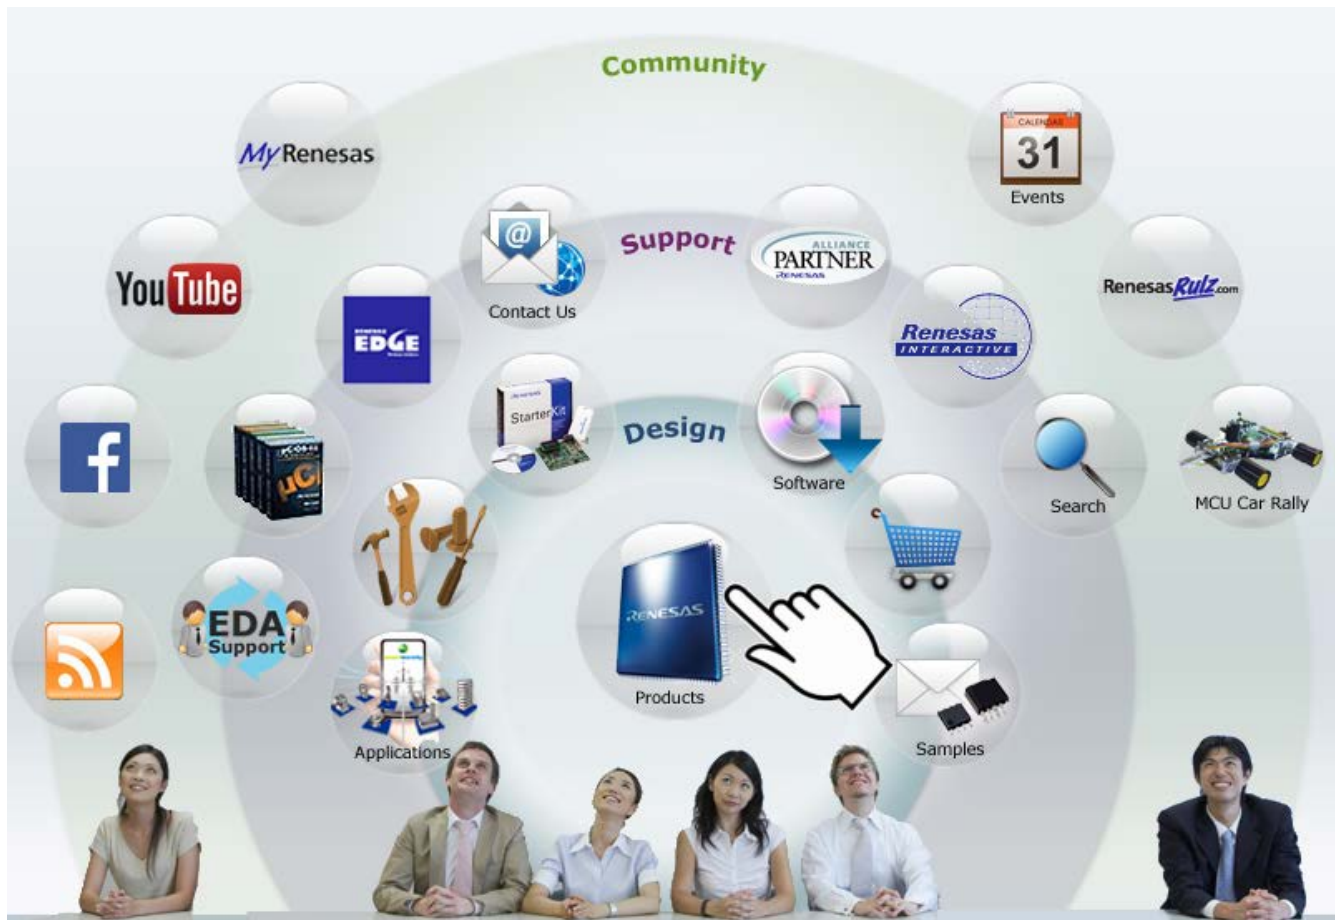 Community
MyRenesas
CALENDAR
31
Events
Contact Us
Support
ALLIANCE
PARTNER
RENESAS
YouTube
RenesasRulz.com
EDGE
Renesas
INTERACTIVE
StarterKit
Design
Software
f
µC/
Search
MCU Car Rally
EDA
Support
RENESAS
Products
Applications
Samples